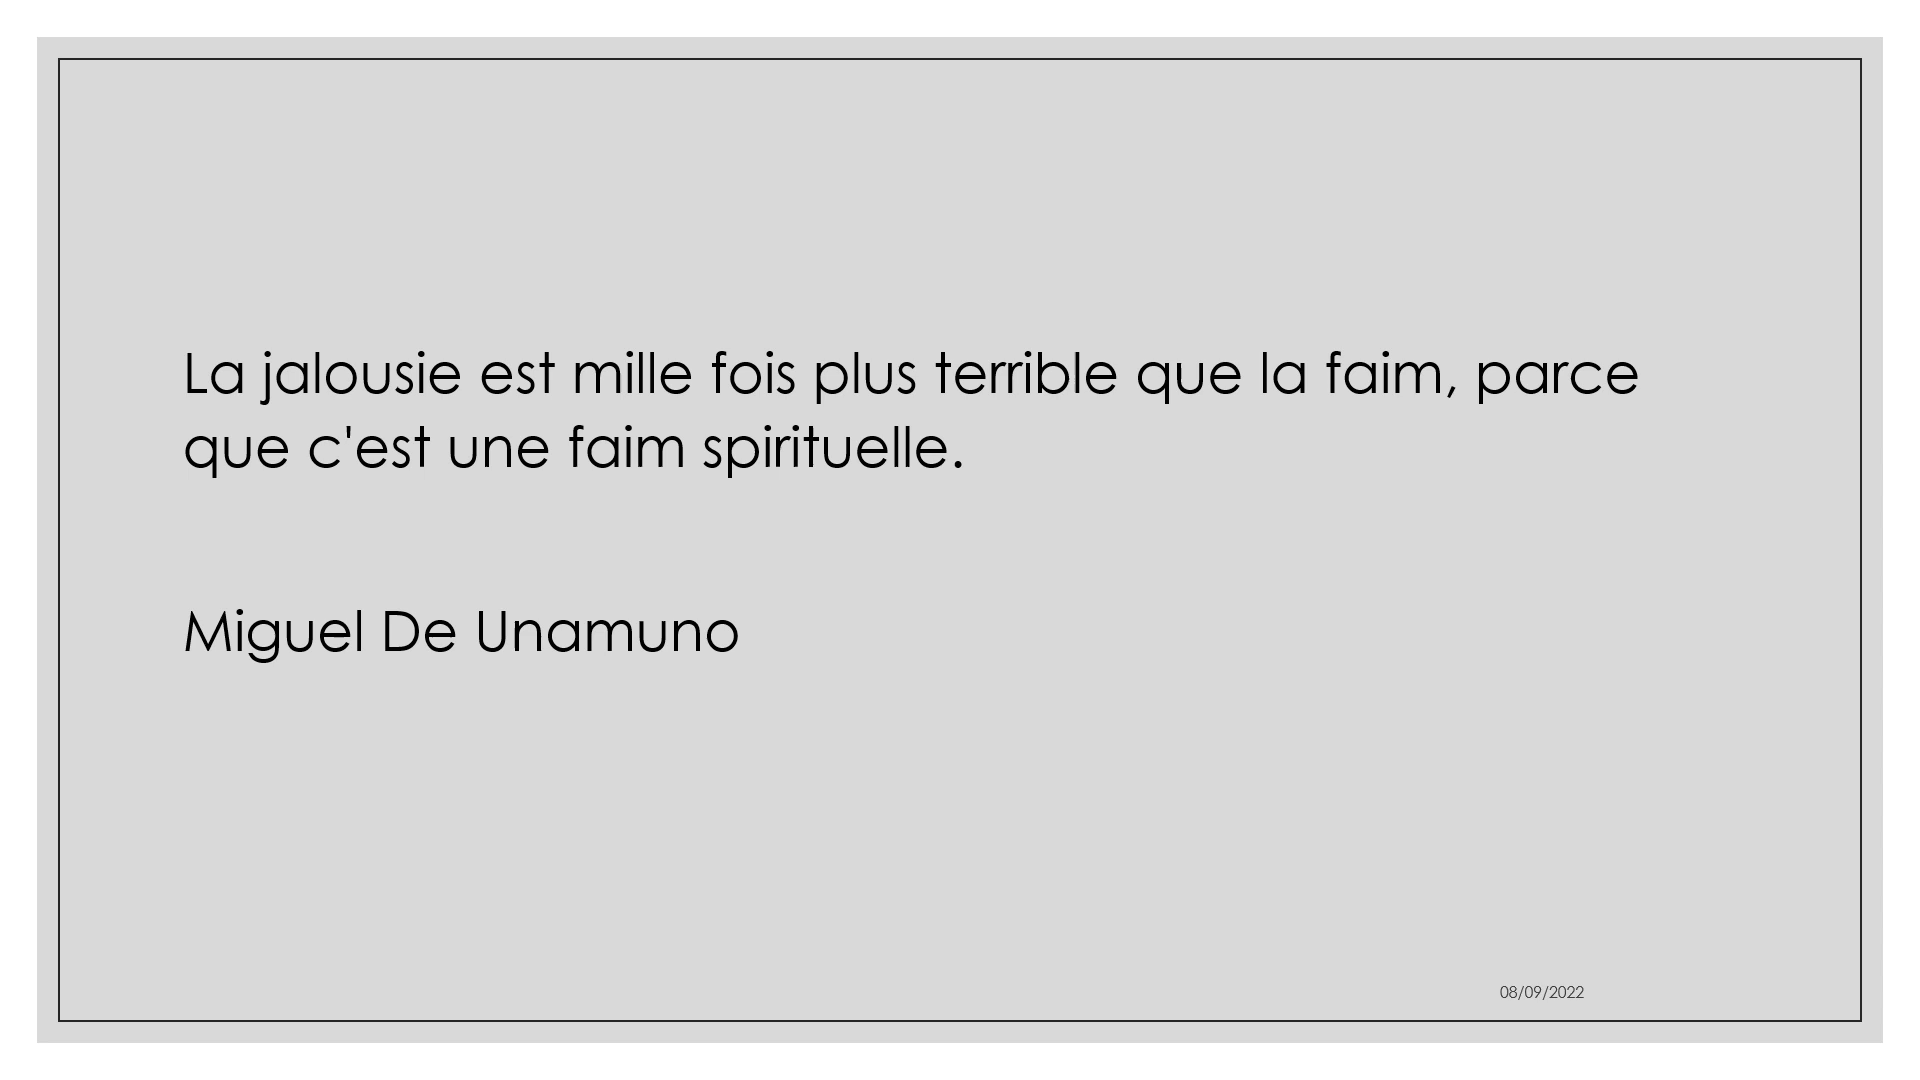 La jalousie est mille fois plus terrible que la faim, parce
que c'est une faim spirituelle.
Miguel De Unamuno
08/09/2022